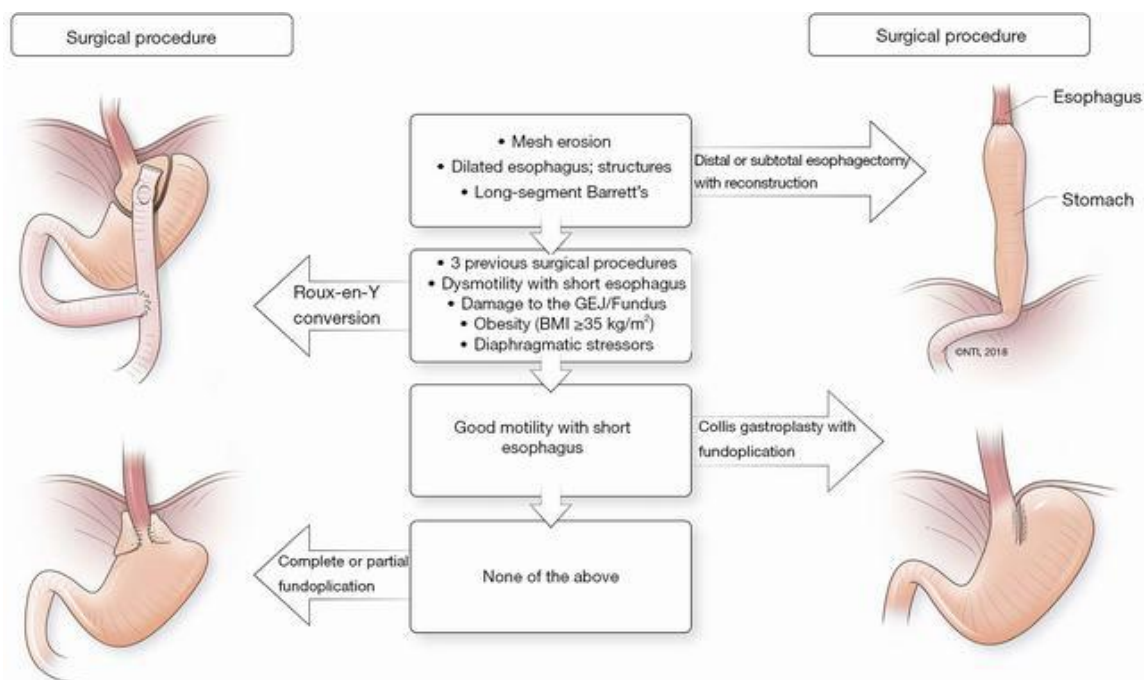 Surgical procedure
Surgical procedure
• Mesh erosion
• Dilated esophagus; structures
• Long-segment Barrett's
Distal or subtotal esophagectomy
with reconstruction
Esophagus
Stomach
©NTI, 2018
• 3 previous surgical procedures
• Dysmotility with short esophagus
• Damage to the GEJ/Fundus
• Obesity (BMI ≥35 kg/m²)
• Diaphragmatic stressors
Roux-en-Y
conversion
Good motility with short
esophagus
Collis gastroplasty with
fundoplication
None of the above
Complete or partial
fundoplication